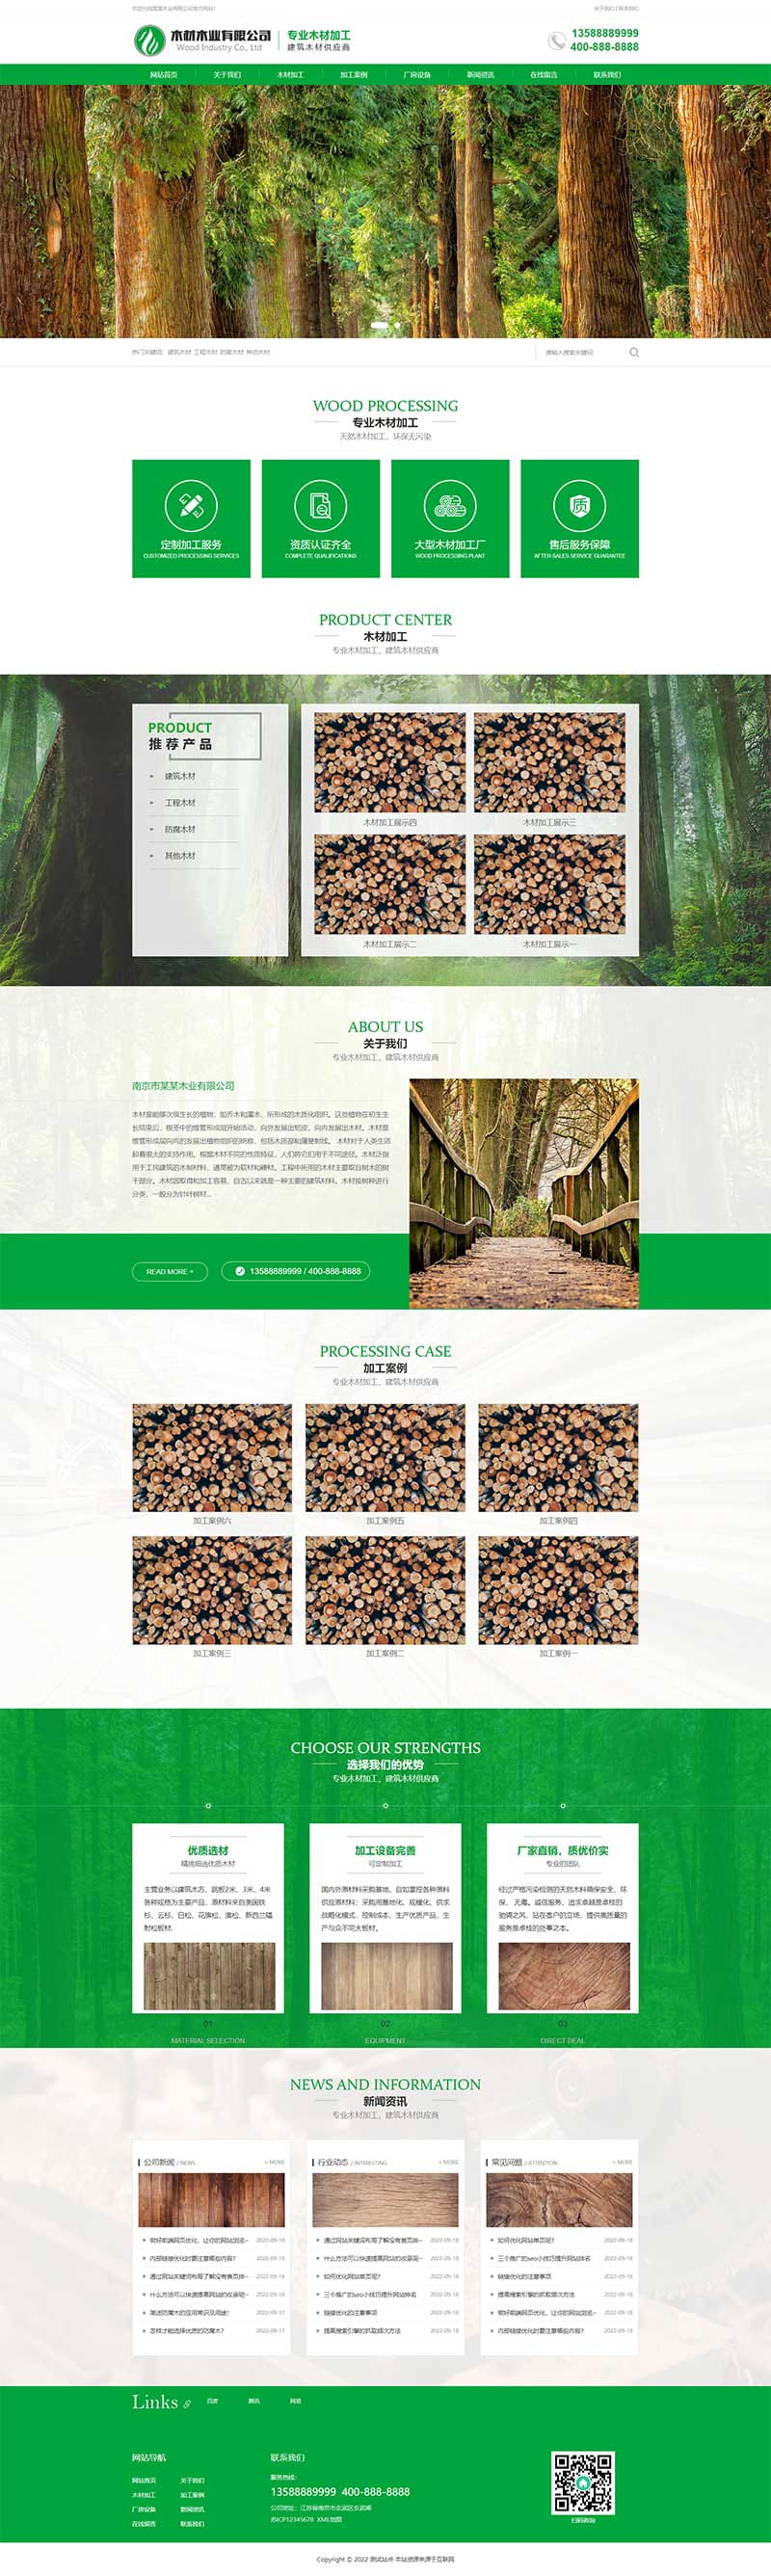 欢迎光临某某木业有限公司官方网站!
关于我们 | 联系我们
木材木业有限公司
Wood Industry Co., Ltd
专业木材加工
建筑木材供应商
13588889999
400-888-8888
网站首页 关于我们 木材加工 加工案例 厂房设备 新闻资讯 在线留言 联系我们
热门关键词: 建筑木材 工程木材 防腐木材 其他木材
请输入搜索关键词
WOOD PROCESSING
专业木材加工
天然木材加工，环保无污染
定制加工服务
CUSTOMIZED PROCESSING SERVICES
资质认证齐全
COMPLETE QUALIFICATIONS
大型木材加工厂
WOOD PROCESSING PLANT
质
售后服务保障
AFTER-SALES SERVICE GUARANTEE
PRODUCT CENTER
木材加工
专业木材加工，建筑木材供应商
PRODUCT
推荐产品
建筑木材
工程木材
防腐木材
其他木材
木材加工展示四 木材加工展示三
木材加工展示二 木材加工展示一
ABOUT US
关于我们
专业木材加工，建筑木材供应商
南京市某某木业有限公司
木材是能够次级生长的植物，如乔木和灌木，所形成的木质化组织。这些植物在初生生
长结束后，根茎中的维管形成层开始活动，向外发展出韧皮，向内发展出木材。木材是
维管形成层向内的发展出植物组织的统称，包括木质部和薄壁射线。 木材对于人类生活
起着很大的支持作用。根据木材不同的性质特征，人们将它们用于不同途径。木材泛指
用于工民建筑的木制材料，通常被为软材和硬材。工程中所用的木材主要取自树木的树
干部分。木材因取得和加工容易，自古以来就是一种主要的建筑材料。木材按树种进行
分类，一般分为针叶树材...
READ MORE +
13588889999 / 400-888-8888
PROCESSING CASE
加工案例
专业木材加工，建筑木材供应商
加工案例六 加工案例五 加工案例四
加工案例三 加工案例二 加工案例一
CHOOSE OUR STRENGTHS
选择我们的优势
专业木材加工，建筑木材供应商
优质选材
精挑细选优质木材
主营业务以建筑木方、跳板2米、3米、4米
各种规格为主要产品，原材料来自美国铁
杉、云杉、白松、花旗松、澳松、新西兰辐
射松板材.
01
MATERIAL SELECTION
加工设备完善
可定制加工
国内外原材料采购基地，自如掌控各种原料
供应原材料；采购用基地化、规模化、供求
战略化模式、控制成本、生产优质产品，生
产与众不同大板材。
02
EQUIPMENT
厂家直销，质优价实
专业的团队
经过严格污染检测的天然木料确保安全、环
保、无毒。诚信服务，追求卓越是卓桂的
驰骋之风、站在客户的立场，提供高质量的
服务是卓桂的处事之本。
03
DIRECT DEAL
NEWS AND INFORMATION
新闻资讯
专业木材加工，建筑木材供应商
公司新闻 / NEWS + MORE
做好前端网页优化，让你的网站浏览~ 2022-09-18
内部链接优化时要注意哪些内容? 2022-09-18
通过网站关键词布局了解没有首页排~ 2022-09-18
什么方法可以快速提高网站的收录呢~ 2022-09-18
简述防腐木的应用常识及用途! 2022-09-17
怎样才能选择优质的防腐木? 2022-09-17
行业动态 / INTERESTING + MORE
通过网站关键词布局了解没有首页排~ 2022-09-18
什么方法可以快速提高网站的收录呢~ 2022-09-18
如何优化网站单页呢? 2022-09-18
三个推广的seo小技巧提升网站排名 2022-09-18
链接优化的注意事项 2022-09-18
提高搜索引擎的抓取频次方法 2022-09-18
常见问题 / ATTENTION + MORE
如何优化网站单页呢? 2022-09-18
三个推广的seo小技巧提升网站排名 2022-09-18
链接优化的注意事项 2022-09-18
提高搜索引擎的抓取频次方法 2022-09-18
做好前端网页优化，让你的网站浏览~ 2022-09-18
内部链接优化时要注意哪些内容? 2022-09-18
Links 百度 腾讯 网易
网站导航
网站首页 关于我们
木材加工 加工案例
厂房设备 新闻资讯
在线留言 联系我们
联系我们
服务热线:
13588889999 400-888-8888
公司地址: 江苏省南京市玄武区玄武湖
苏ICP12345678 XML地图
扫码咨询
Copyright © 2022 测试站点 本站资源来源于互联网